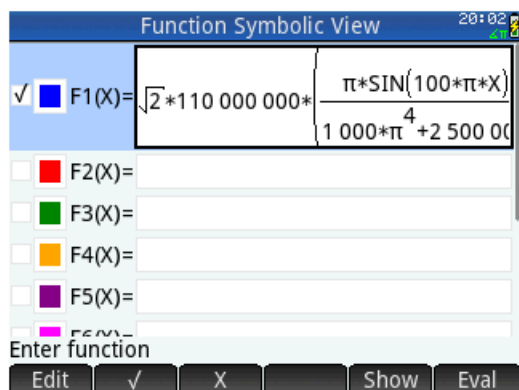 Function Symbolic View
20:02
∡π
√ F1(X)= √2*110 000 000*( π*SIN(100*π*X)
1 000*π^4+2 500 00
F2(X)=
F3(X)=
F4(X)=
F5(X)=
Enter function
Edit √ X Show Eval